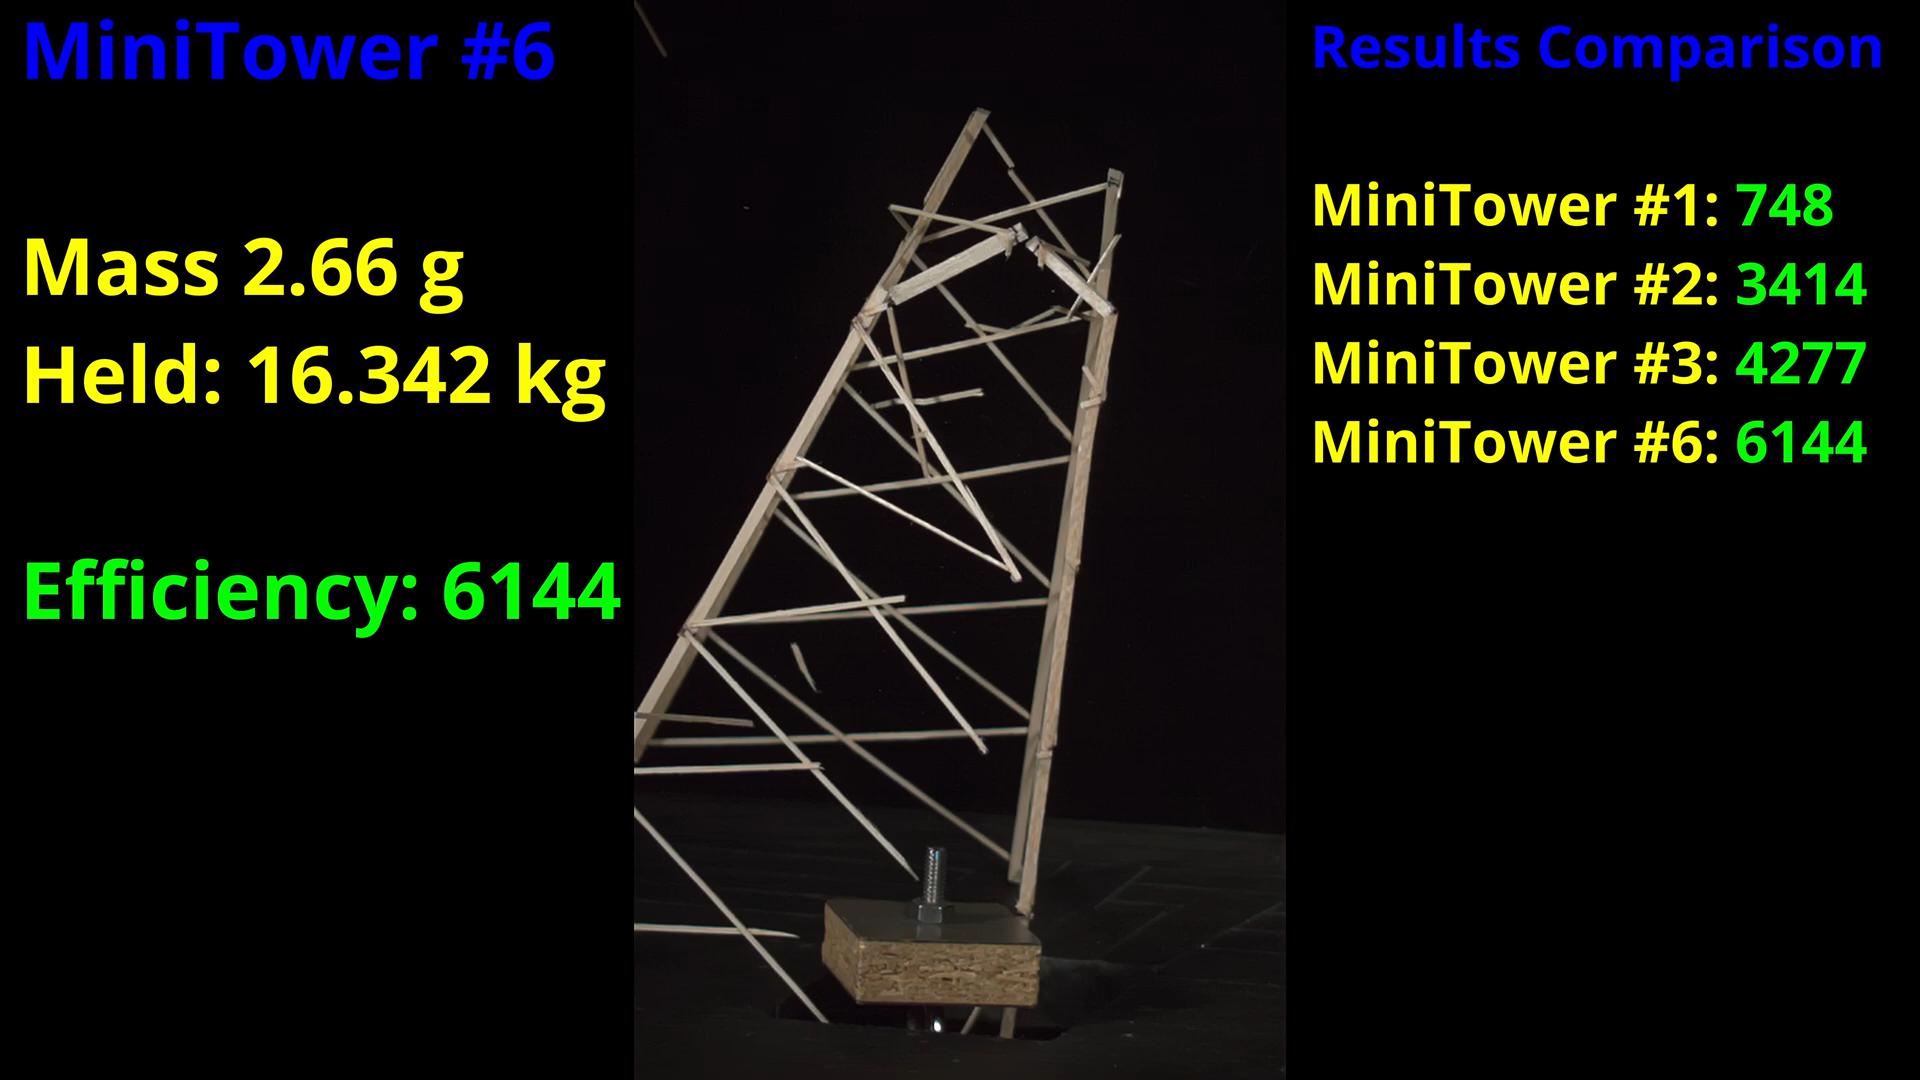 MiniTower #6
Mass 2.66 g
Held: 16.342 kg
Efficiency: 6144
Results Comparison
MiniTower #1: 748
MiniTower #2: 3414
MiniTower #3: 4277
MiniTower #6: 6144